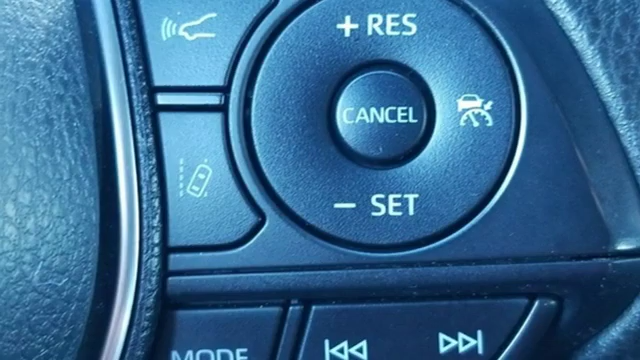 + RES
CANCEL
– SET
MODE